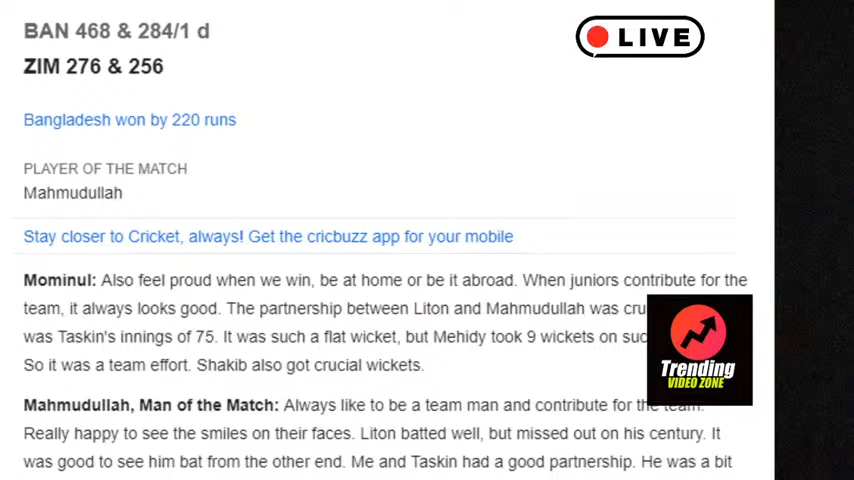 BAN 468 & 284/1 d
LIVE
ZIM 276 & 256
Bangladesh won by 220 runs
PLAYER OF THE MATCH
Mahmudullah
Stay closer to Cricket, always! Get the cricbuzz app for your mobile
Mominul: Also feel proud when we win, be at home or be it abroad. When juniors contribute for the
team, it always looks good. The partnership between Liton and Mahmudullah was
was Taskin's innings of 75. It was such a flat wicket, but Mehidy took 9 wickets on
So it was a team effort. Shakib also got crucial wickets.
Trending
VIDEO ZONE
Mahmudullah, Man of the Match: Always like to be a team man and contribute for the team.
Really happy to see the smiles on their faces. Liton batted well, but missed out on his century. It
was good to see him bat from the other end. Me and Taskin had a good partnership. He was a bit